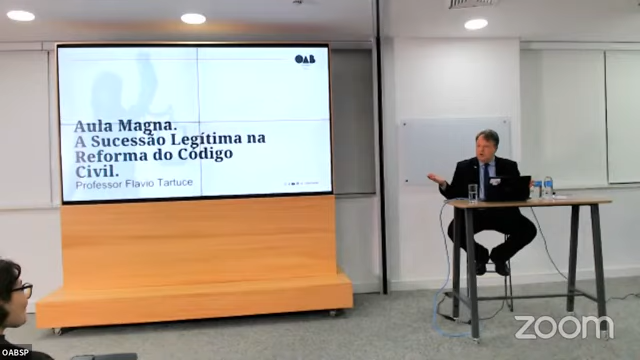 OAB
Aula Magna.
A Sucessão Legítima na
Reforma do Código
Civil.
Professor Flavio Tartuce
zoom
OABSP